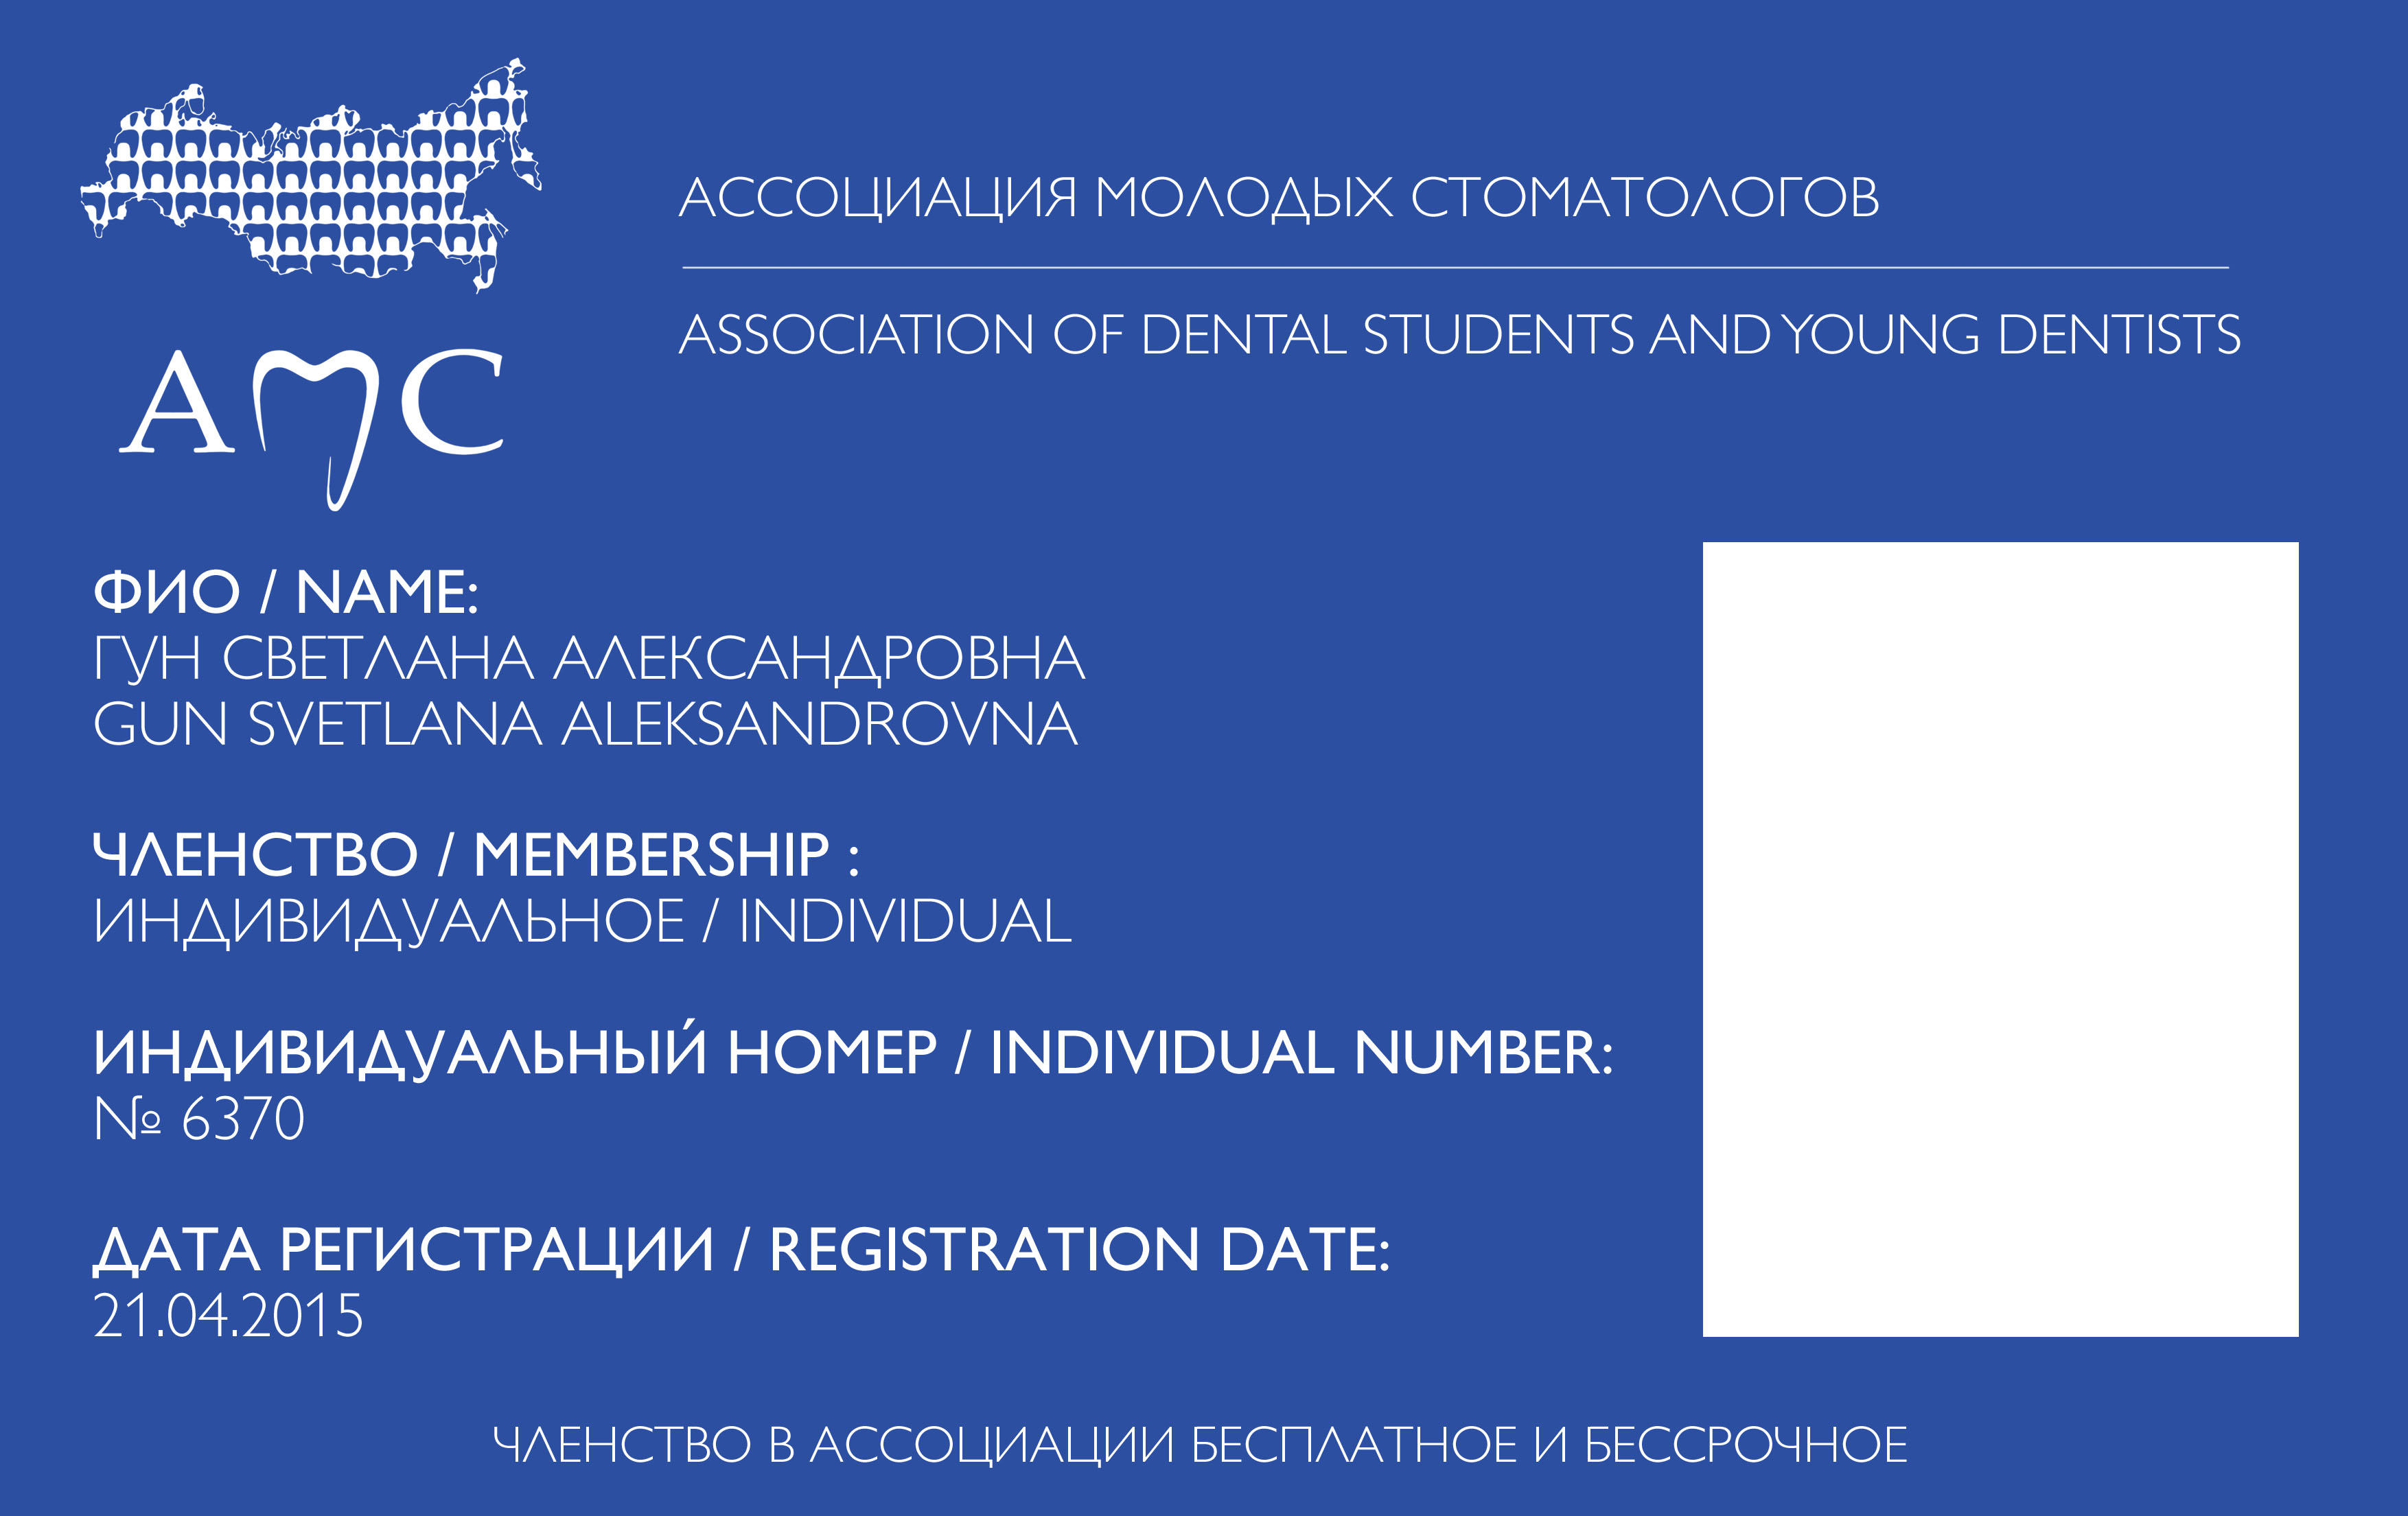 АССОЦИАЦИЯ МОЛОДЫХ СТОМАТОЛОГОВ
ASSOCIATION OF DENTAL STUDENTS AND YOUNG DENTISTS
АМС
ФИО / NAME:
ГУН СВЕТЛАНА АЛЕКСАНДРОВНА
GUN SVETLANA ALEKSANDROVNA
ЧЛЕНСТВО / MEMBERSHIP :
ИНДИВИДУАЛЬНОЕ / INDIVIDUAL
ИНДИВИДУАЛЬНЫЙ НОМЕР / INDIVIDUAL NUMBER:
№ 6370
ДАТА РЕГИСТРАЦИИ / REGISTRATION DATE:
21.04.2015
ЧЛЕНСТВО В АССОЦИАЦИИ БЕСПЛАТНОЕ И БЕССРОЧНОЕ